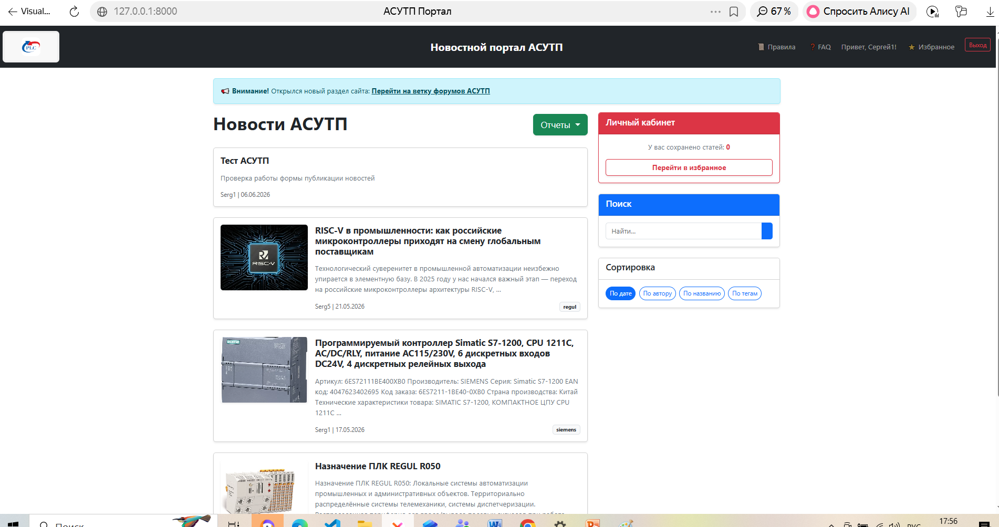 Visual...
127.0.0.1:8000
АСУТП Портал
67 %
Спросить Алису AI
PLC
Новостной портал АСУТП
Правила
FAQ
Привет, Сергей1!
Избранное
Выход
Внимание! Открылся новый раздел сайта: Перейти на ветку форумов АСУТП
Новости АСУТП
Отчеты
Тест АСУТП
Проверка работы формы публикации новостей
Serg1 | 06.06.2026
RISC-V
RISC-V в промышленности: как российские
микроконтроллеры приходят на смену глобальным
поставщикам
Технологический суверенитет в промышленной автоматизации неизбежно
упирается в элементную базу. В 2025 году у нас начался важный этап — переход
на российские микроконтроллеры архитектуры RISC-V, ...
Serg5 | 21.05.2026
regul
SIEMENS
Программируемый контроллер Simatic S7-1200, CPU 1211C,
AC/DC/RLY, питание AC115/230V, 6 дискретных входов
DC24V, 4 дискретных релейных выхода
Артикул: 6ES72111BE400XB0 Производитель: SIEMENS Серия: Simatic S7-1200 EAN
код: 4047623402695 Код заказа: 6ES7211-1BE40-0XB0 Страна производства: Китай
Технические характеристики товара: SIMATIC S7-1200, КОМПАКТНОЕ ЦПУ CPU
1211C ...
Serg1 | 17.05.2026
siemens
Назначение ПЛК REGUL R050
Назначение ПЛК REGUL R050: Локальные системы автоматизации
промышленных и административных объектов. Территориально
распределённые системы телемеханики, системы диспетчеризации.
Личный кабинет
У вас сохранено статей: 0
Перейти в избранное
Поиск
Найти...
Сортировка
По дате
По автору
По названию
По тегам
Поиск
РУС
17:56